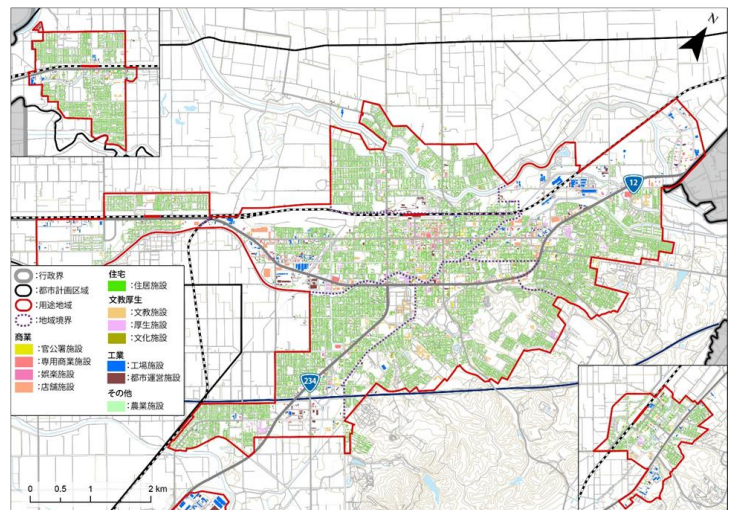 N
12
：行政界
：都市計画区域
：用途地域
：地域境界
商業
：官公署施設
：専用商業施設
：娯楽施設
：店舗施設
住宅
：住居施設
文教厚生
：文教施設
：厚生施設
：文化施設
工業
：工場施設
：都市運営施設
その他
：農業施設
234
0 0.5 1 2 km